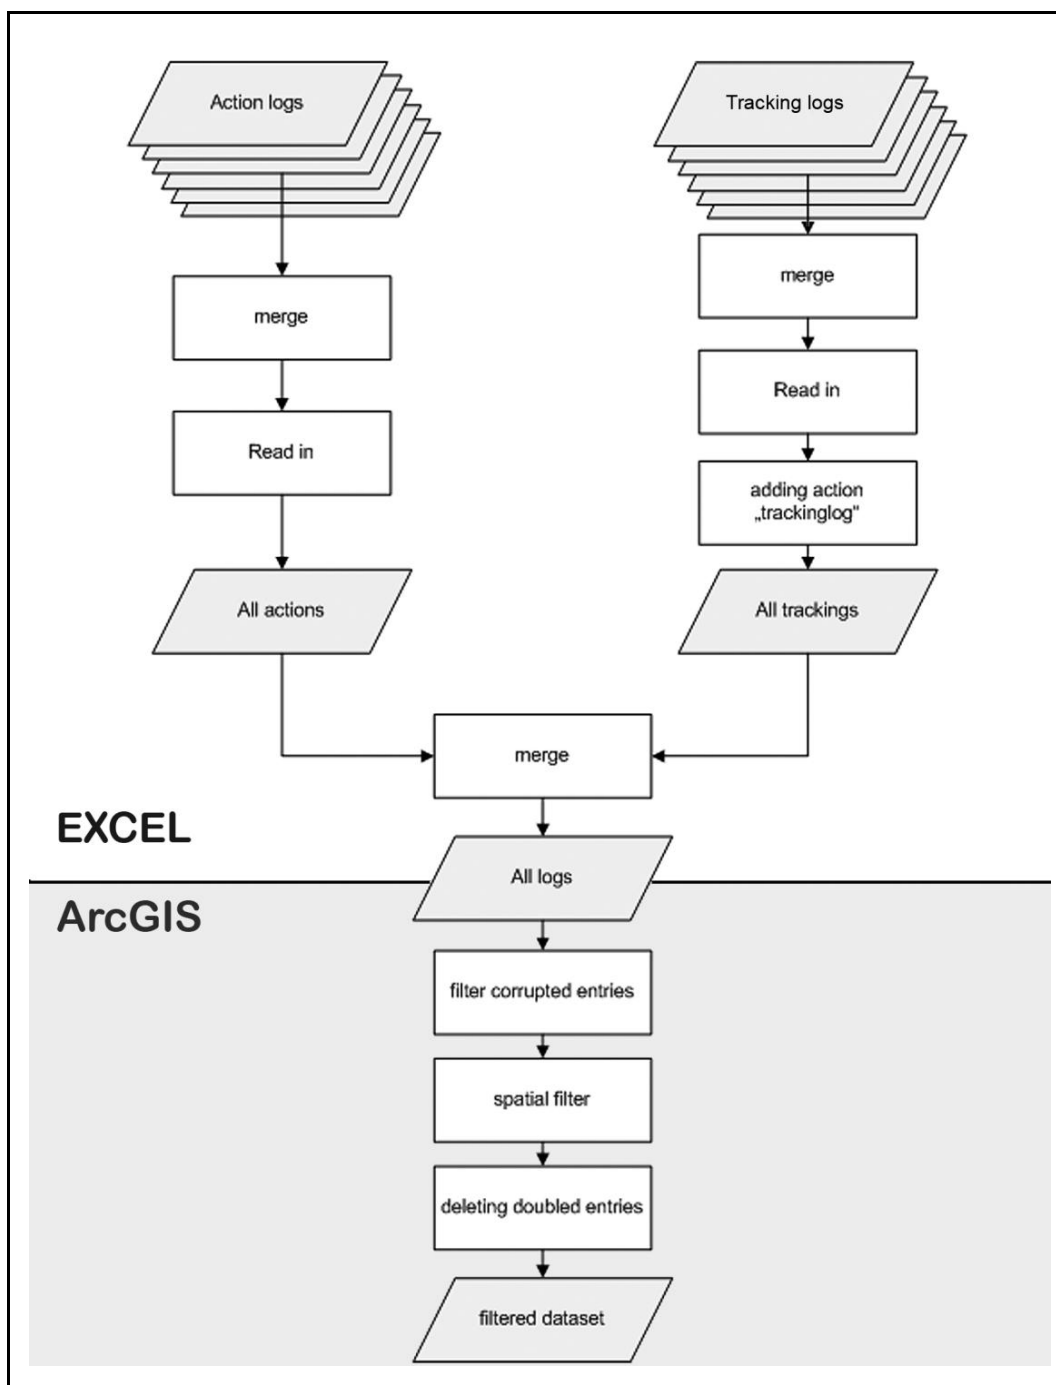 Action logs
Tracking logs
merge
merge
Read in
Read in
adding action
„trackinglog“
All actions
All trackings
merge
EXCEL
All logs
ArcGIS
filter corrupted entries
spatial filter
deleting doubled entries
filtered dataset